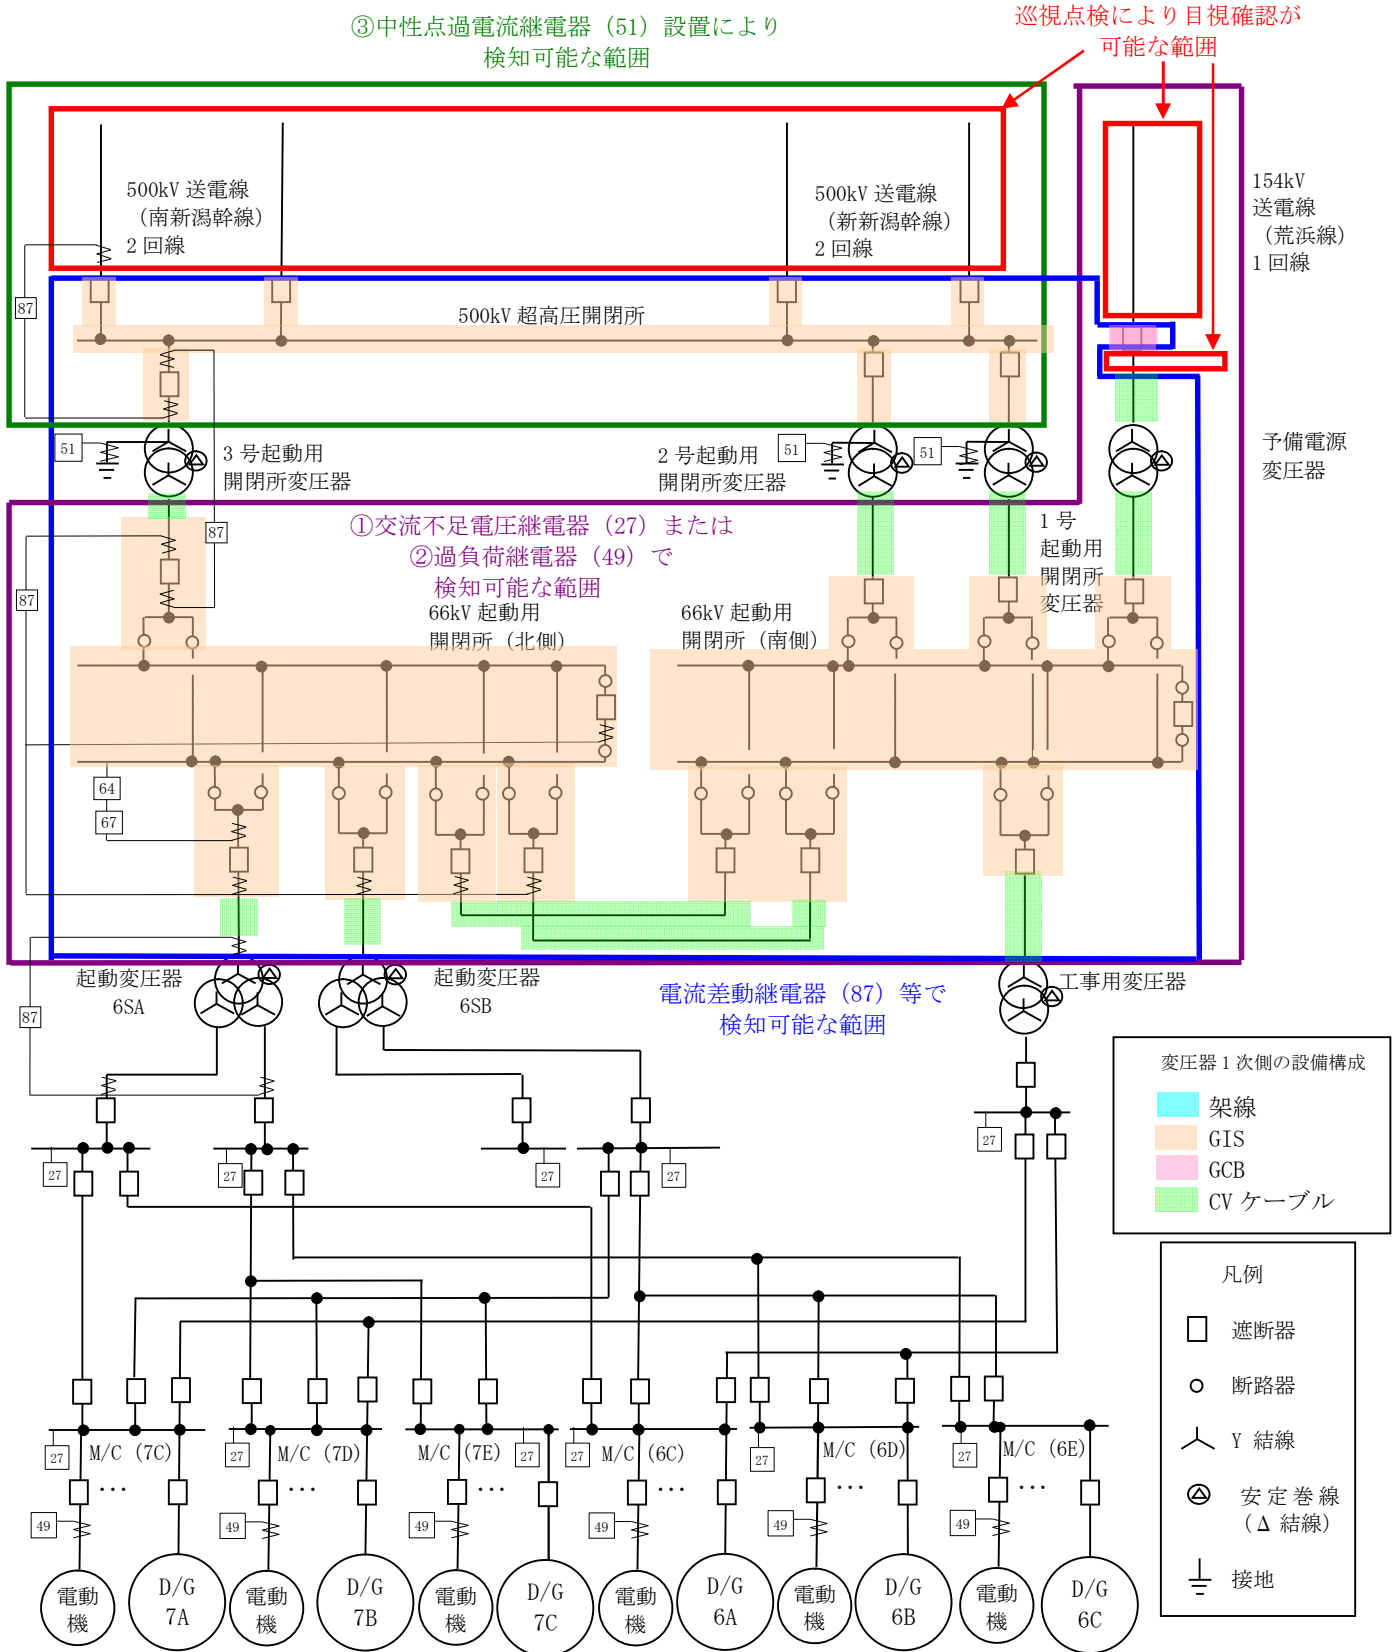 ③中性点過電流継電器（51）設置により
検知可能な範囲
巡視点検により目視確認が
可能な範囲
500kV 送電線
（南新潟幹線）
2 回線
500kV 送電線
（新新潟幹線）
2 回線
154kV
送電線
（荒浜線）
1 回線
87
500kV 超高圧開閉所
51
3 号起動用
開閉所変圧器
2 号起動用
開閉所変圧器
51
51
予備電源
変圧器
87
①交流不足電圧継電器（27）または
②過負荷継電器（49）で
検知可能な範囲
1 号
起動用
開閉所
変圧器
87
66kV 起動用
開閉所（北側）
66kV 起動用
開閉所（南側）
64
67
起動変圧器
6SA
起動変圧器
6SB
工事用変圧器
電流差動継電器（87）等で
検知可能な範囲
87
変圧器 1 次側の設備構成
架線
GIS
GCB
CV ケーブル
27
27
27
27
27
凡例
遮断器
断路器
Y 結線
安定巻線
（Δ 結線）
接地
27
M/C (7C)
27
M/C (7D)
M/C (7E)
27
27
M/C (6C)
27
M/C (6D)
27
M/C (6E)
…
…
…
…
…
…
49
49
49
49
49
49
電動
機
D/G
7A
電動
機
D/G
7B
電動
機
D/G
7C
電動
機
D/G
6A
電動
機
D/G
6B
電動
機
D/G
6C